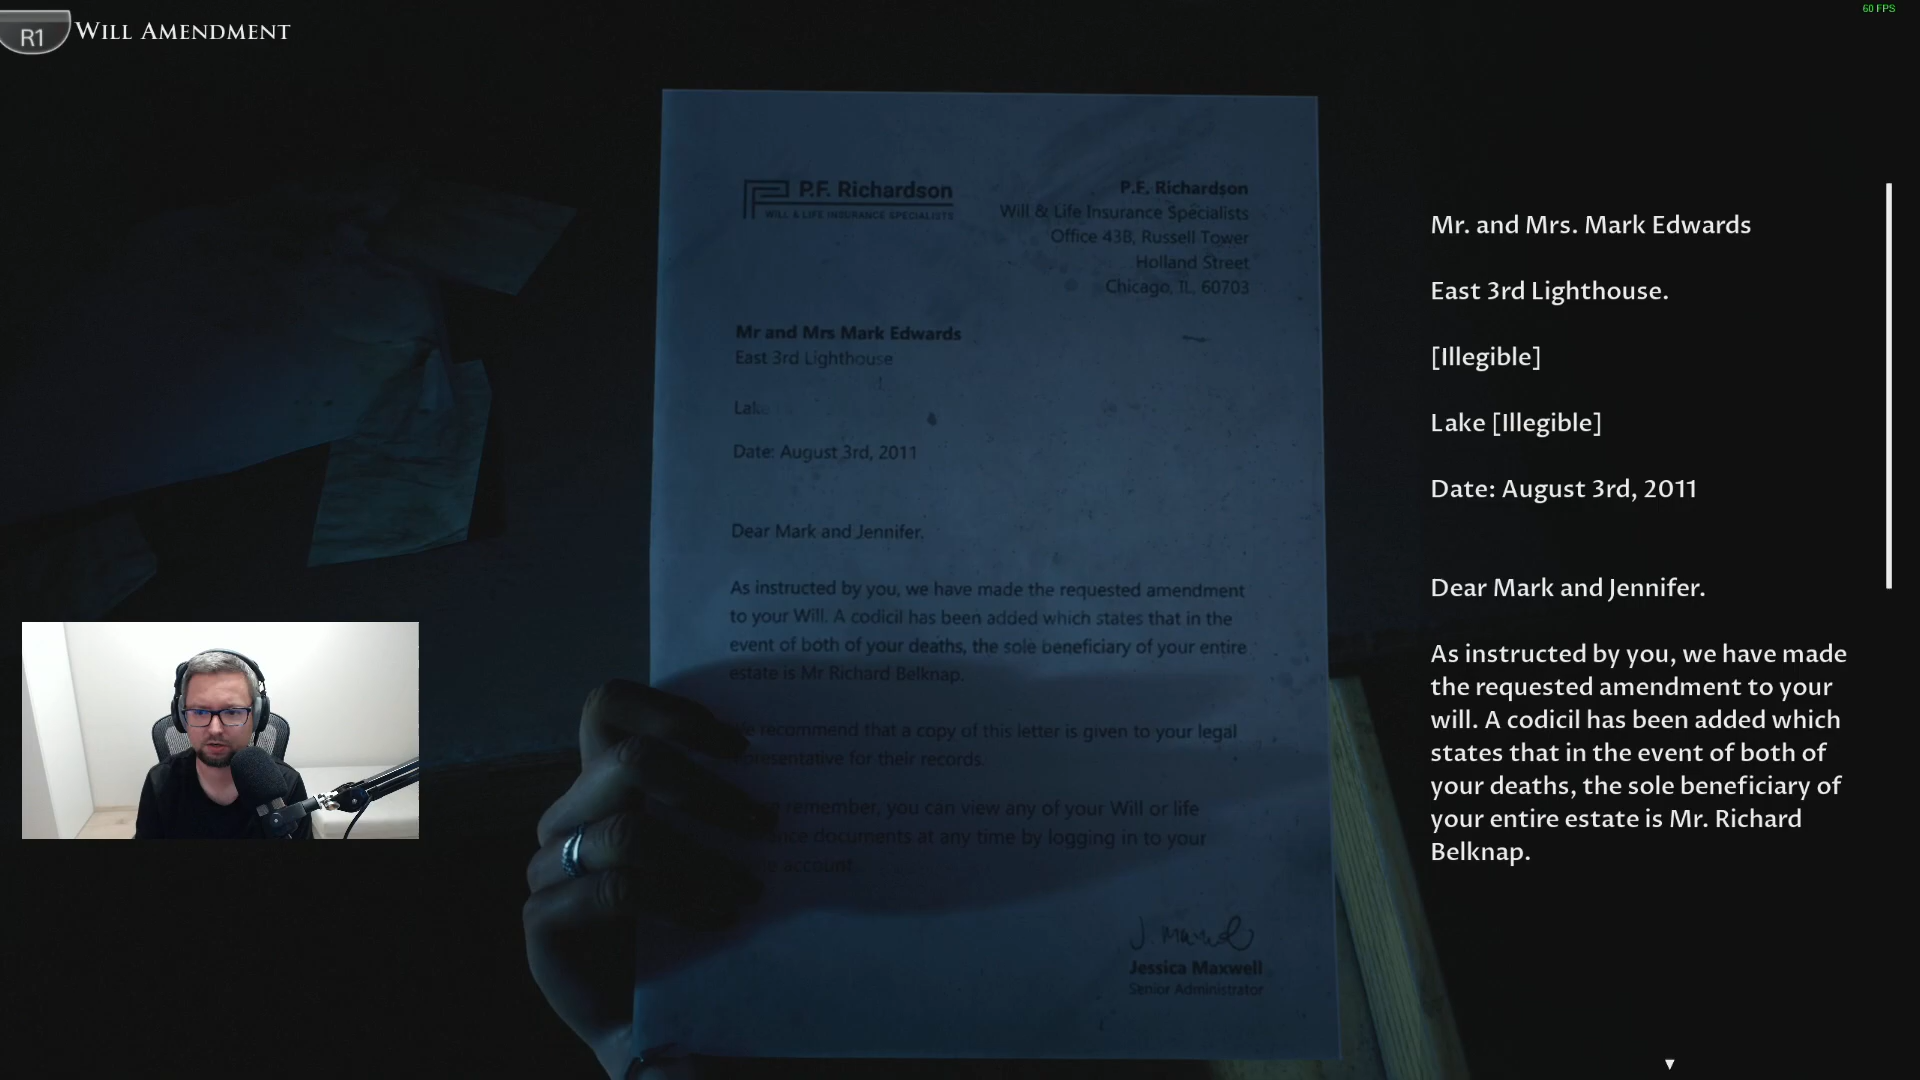 60 FPS
R1
WILL AMENDMENT
P.F. Richardson
WILL & LIFE INSURANCE SPECIALISTS
P.F. Richardson
Will & Life Insurance Specialists
Office 43B, Russell Tower
Holland Street
Chicago, IL, 60703
Mr and Mrs Mark Edwards
East 3rd Lighthouse
Date: August 3rd, 2011
Dear Mark and Jennifer.
As instructed by you, we have made the requested amendment
to your Will. A codicil has been added which states that in the
event of both of your deaths, the sole beneficiary of your entire
estate is Mr Richard Belknap.
recommend that a copy of this letter is given to your legal
for their records.
remember, you can view any of your Will or life
documents at any time by logging in to your
account.
Jessica Maxwell
Senior Administrator
Mr. and Mrs. Mark Edwards
East 3rd Lighthouse.
[Illegible]
Lake [Illegible]
Date: August 3rd, 2011
Dear Mark and Jennifer.
As instructed by you, we have made
the requested amendment to your
will. A codicil has been added which
states that in the event of both of
your deaths, the sole beneficiary of
your entire estate is Mr. Richard
Belknap.